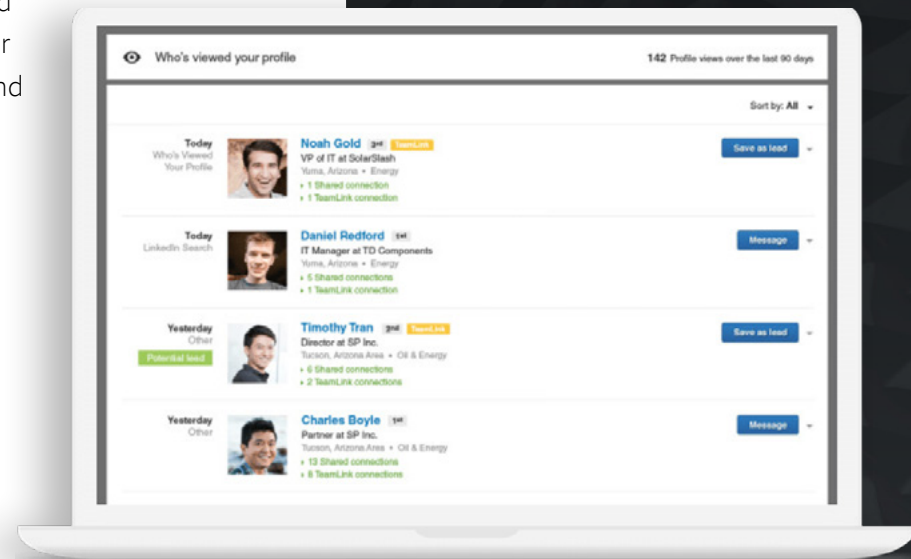 d
r
nd
Who's viewed your profile
142 Profile views over the last 90 days
Sort by: All
Today
Who's Viewed
Your Profile
Noah Gold 3rd TeamLink
VP of IT at SolarSlash
Yuma, Arizona • Energy
1 Shared connection
1 TeamLink connection
Save as lead
Today
LinkedIn Search
Daniel Redford 1st
IT Manager at TD Components
Yuma, Arizona • Energy
5 Shared connections
1 TeamLink connection
Message
Yesterday
Other
Potential lead
Timothy Tran 2nd TeamLink
Director at SP Inc.
Tucson, Arizona Area • Oil & Energy
6 Shared connections
2 TeamLink connections
Save as lead
Yesterday
Other
Charles Boyle 1st
Partner at SP Inc.
Tucson, Arizona Area • Oil & Energy
13 Shared connections
8 TeamLink connections
Message